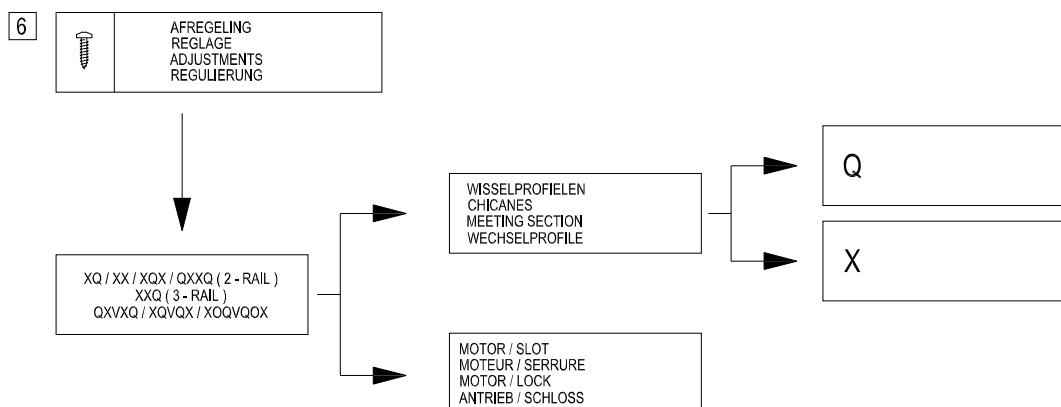 6
AFREGELING
REGLAGE
ADJUSTMENTS
REGULIERUNG
XQ / XX / XQX / QXXQ ( 2 - RAIL )
XXQ ( 3 - RAIL )
QXVXQ / XQVQX / XOQVQOX
WISSELPROFIELEN
CHICANES
MEETING SECTION
WECHSELPROFILE
MOTOR / SLOT
MOTEUR / SERRURE
MOTOR / LOCK
ANTRIEB / SCHLOSS
Q
X